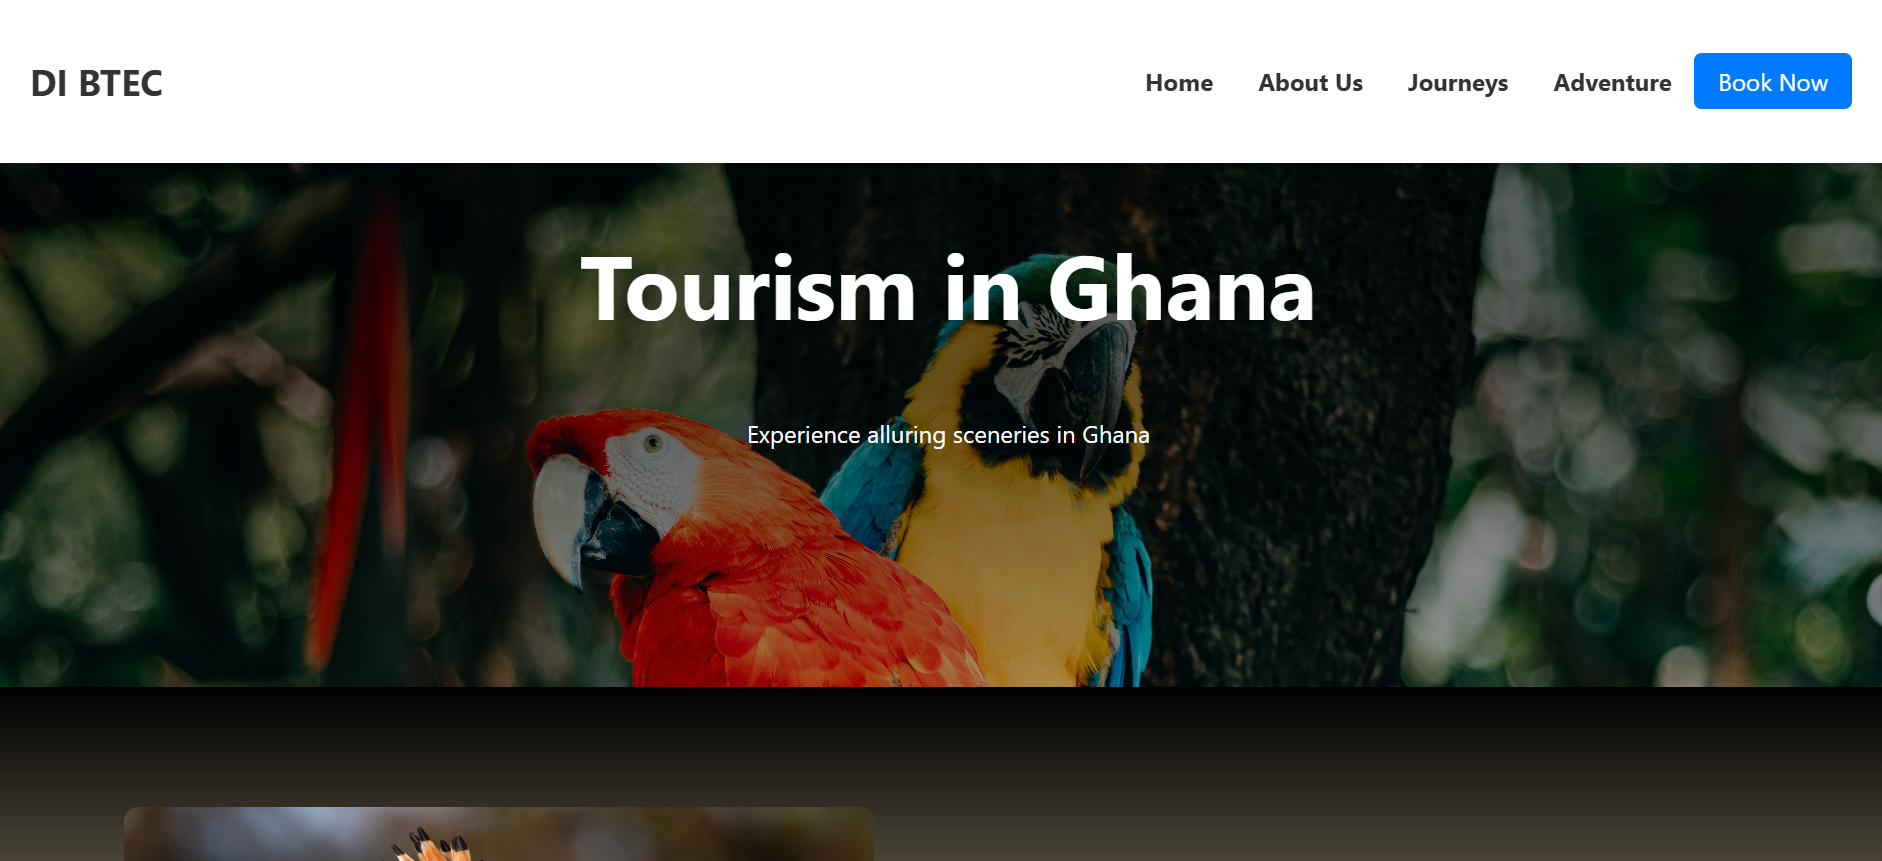 DI BTEC
Home About Us Journeys Adventure Book Now
Tourism in Ghana
Experience alluring sceneries in Ghana